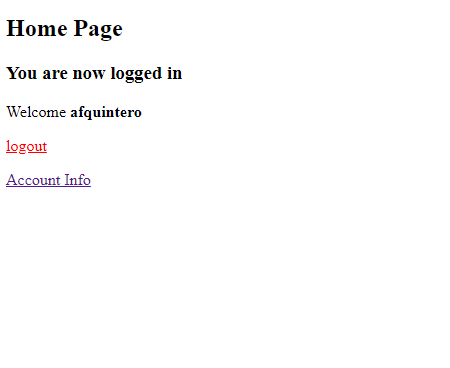 Home Page
You are now logged in
Welcome afquintero
logout
Account Info